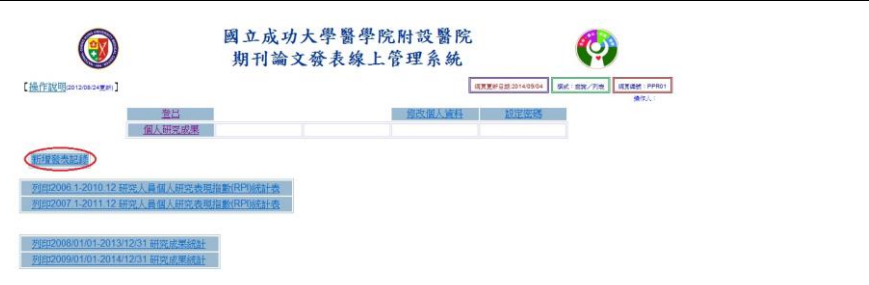 國立成功大學醫學院附設醫院
期刊論文發表線上管理系統
【操作說明(2012/08/24更新)】
網頁更新日期:2014/09/04 模式：查詢／列表 網頁編號：PPR01
操作人：
登出 修改個人資料 設定密碼
個人研究成果
新增發表記錄
列印2006.1-2010.12 研究人員個人研究表現指數(RPI)統計表
列印2007.1-2011.12 研究人員個人研究表現指數(RPI)統計表
列印2008/01/01-2013/12/31 研究成果統計
列印2009/01/01-2014/12/31 研究成果統計